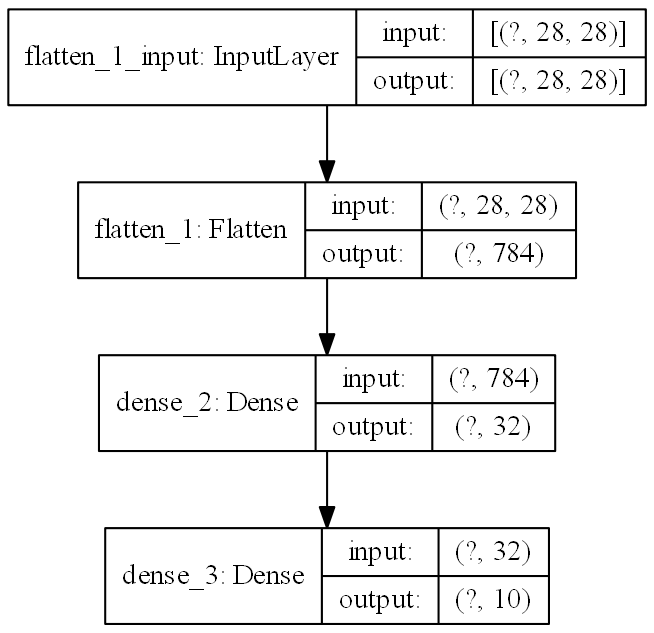 flatten_1_input: InputLayer
input: [(?, 28, 28)]
output: [(?, 28, 28)]
flatten_1: Flatten
input: (?, 28, 28)
output: (?, 784)
dense_2: Dense
input: (?, 784)
output: (?, 32)
dense_3: Dense
input: (?, 32)
output: (?, 10)